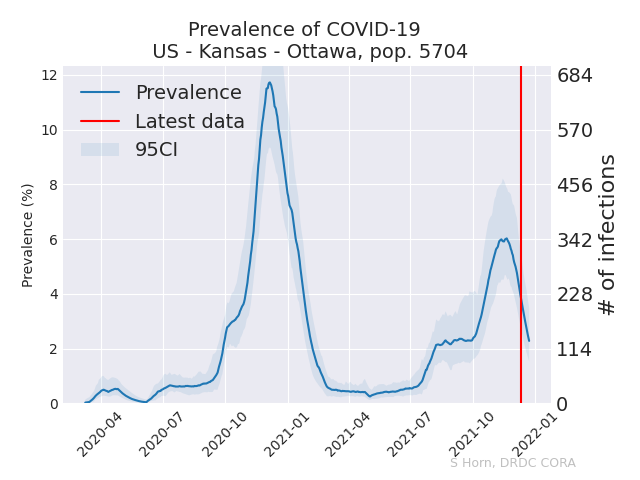 Prevalence of COVID-19
US - Kansas - Ottawa, pop. 5704
Prevalence
Latest data
95CI
Prevalence (%)
12
10
8
6
4
2
0
684
570
456
342
228
114
0
# of infections
2020-04
2020-07
2020-10
2021-01
2021-04
2021-07
2021-10
2022-01
S Horn, DRDC CORA